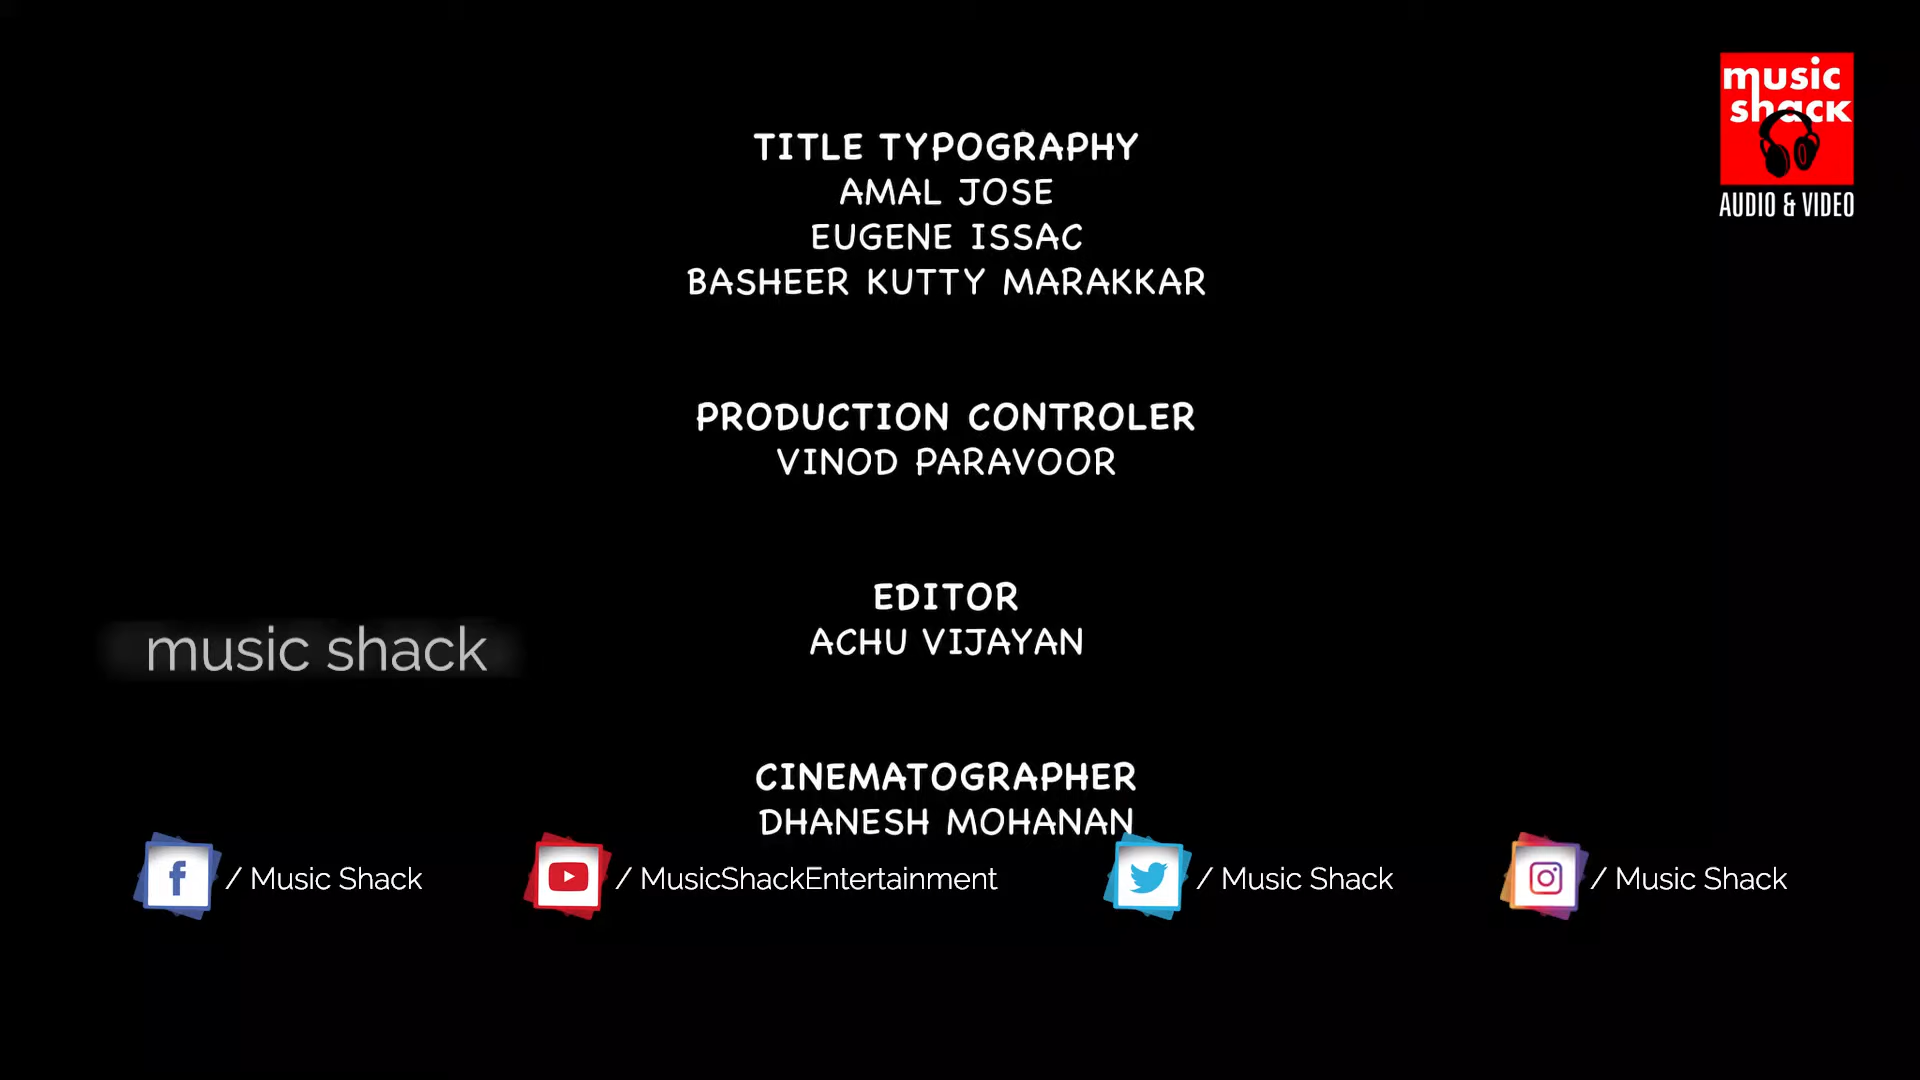 music
shack
AUDIO & VIDEO
TITLE TYPOGRAPHY
AMAL JOSE
EUGENE ISSAC
BASHEER KUTTY MARAKKAR
PRODUCTION CONTROLER
VINOD PARAVOOR
EDITOR
ACHU VIJAYAN
music shack
CINEMATOGRAPHER
DHANESH MOHANAN
/ Music Shack
/ MusicShackEntertainment
/ Music Shack
/ Music Shack